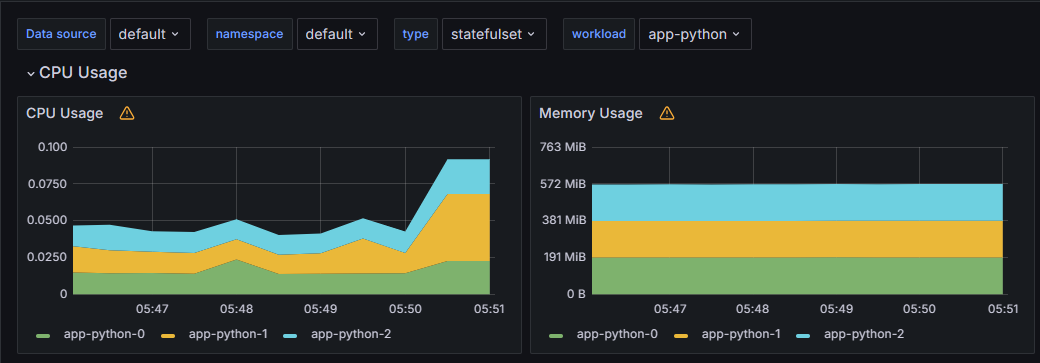 Data source default namespace default type statefulset workload app-python
CPU Usage
CPU Usage
0.100
0.0750
0.0500
0.0250
0
05:47 05:48 05:49 05:50 05:51
app-python-0 app-python-1 app-python-2
Memory Usage
763 MiB
572 MiB
381 MiB
191 MiB
0 B
05:47 05:48 05:49 05:50 05:51
app-python-0 app-python-1 app-python-2